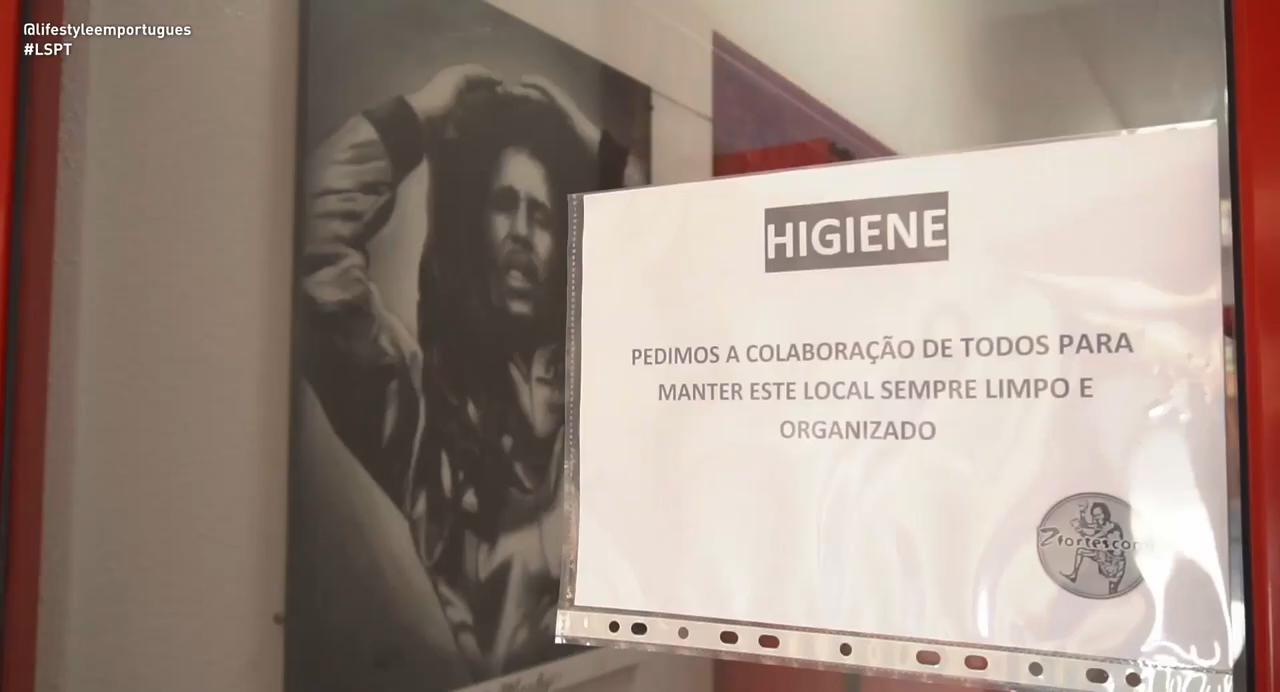 @lifestyleemportugues
#LSPT
HIGIENE
PEDIMOS A COLABORAÇÃO DE TODOS PARA
MANTER ESTE LOCAL SEMPRE LIMPO E
ORGANIZADO